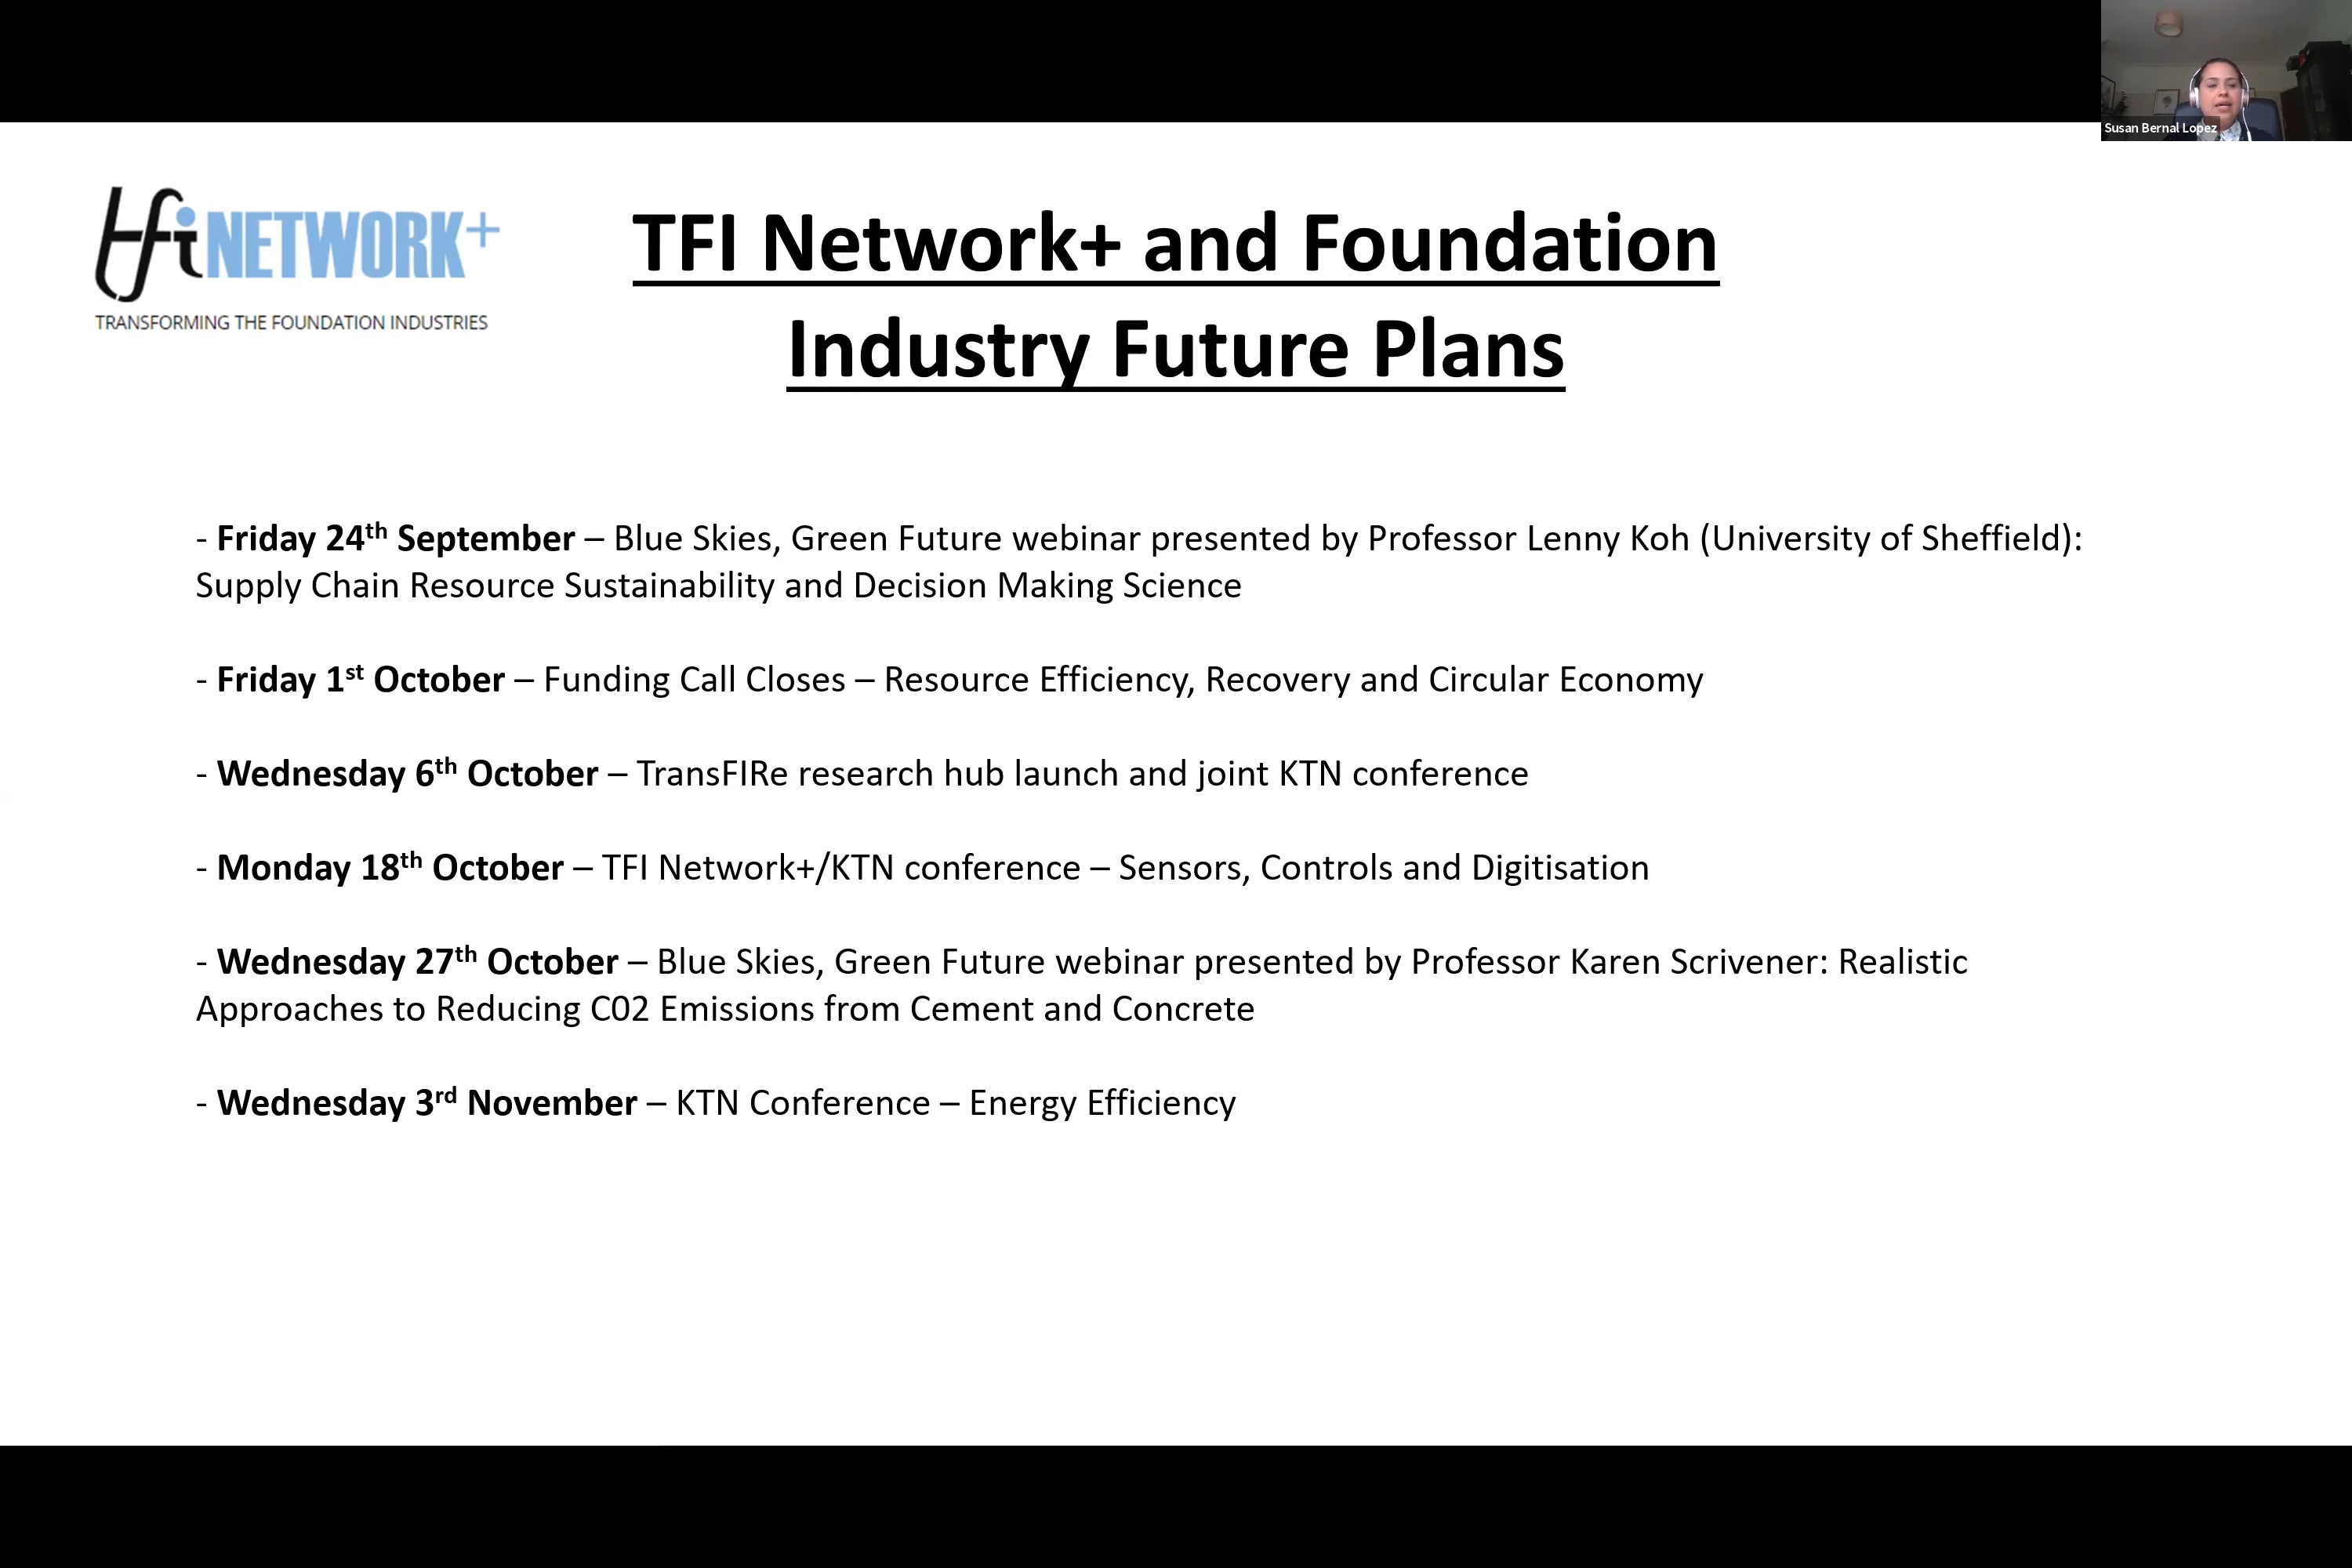 Susan Bernal Lopez
tfi NETWORK+
TRANSFORMING THE FOUNDATION INDUSTRIES
TFI Network+ and Foundation
Industry Future Plans
- Friday 24th September – Blue Skies, Green Future webinar presented by Professor Lenny Koh (University of Sheffield):
Supply Chain Resource Sustainability and Decision Making Science
- Friday 1st October – Funding Call Closes – Resource Efficiency, Recovery and Circular Economy
- Wednesday 6th October – TransFIRe research hub launch and joint KTN conference
- Monday 18th October – TFI Network+/KTN conference – Sensors, Controls and Digitisation
- Wednesday 27th October – Blue Skies, Green Future webinar presented by Professor Karen Scrivener: Realistic
Approaches to Reducing C02 Emissions from Cement and Concrete
- Wednesday 3rd November – KTN Conference – Energy Efficiency